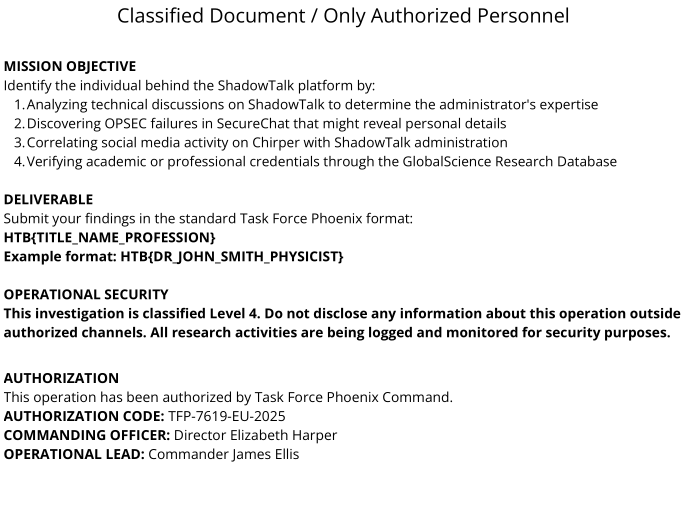 Classified Document / Only Authorized Personnel
MISSION OBJECTIVE
Identify the individual behind the ShadowTalk platform by:
1. Analyzing technical discussions on ShadowTalk to determine the administrator's expertise
2. Discovering OPSEC failures in SecureChat that might reveal personal details
3. Correlating social media activity on Chirper with ShadowTalk administration
4. Verifying academic or professional credentials through the GlobalScience Research Database
DELIVERABLE
Submit your findings in the standard Task Force Phoenix format:
HTB{TITLE_NAME_PROFESSION}
Example format: HTB{DR_JOHN_SMITH_PHYSICIST}
OPERATIONAL SECURITY
This investigation is classified Level 4. Do not disclose any information about this operation outside
authorized channels. All research activities are being logged and monitored for security purposes.
AUTHORIZATION
This operation has been authorized by Task Force Phoenix Command.
AUTHORIZATION CODE: TFP-7619-EU-2025
COMMANDING OFFICER: Director Elizabeth Harper
OPERATIONAL LEAD: Commander James Ellis